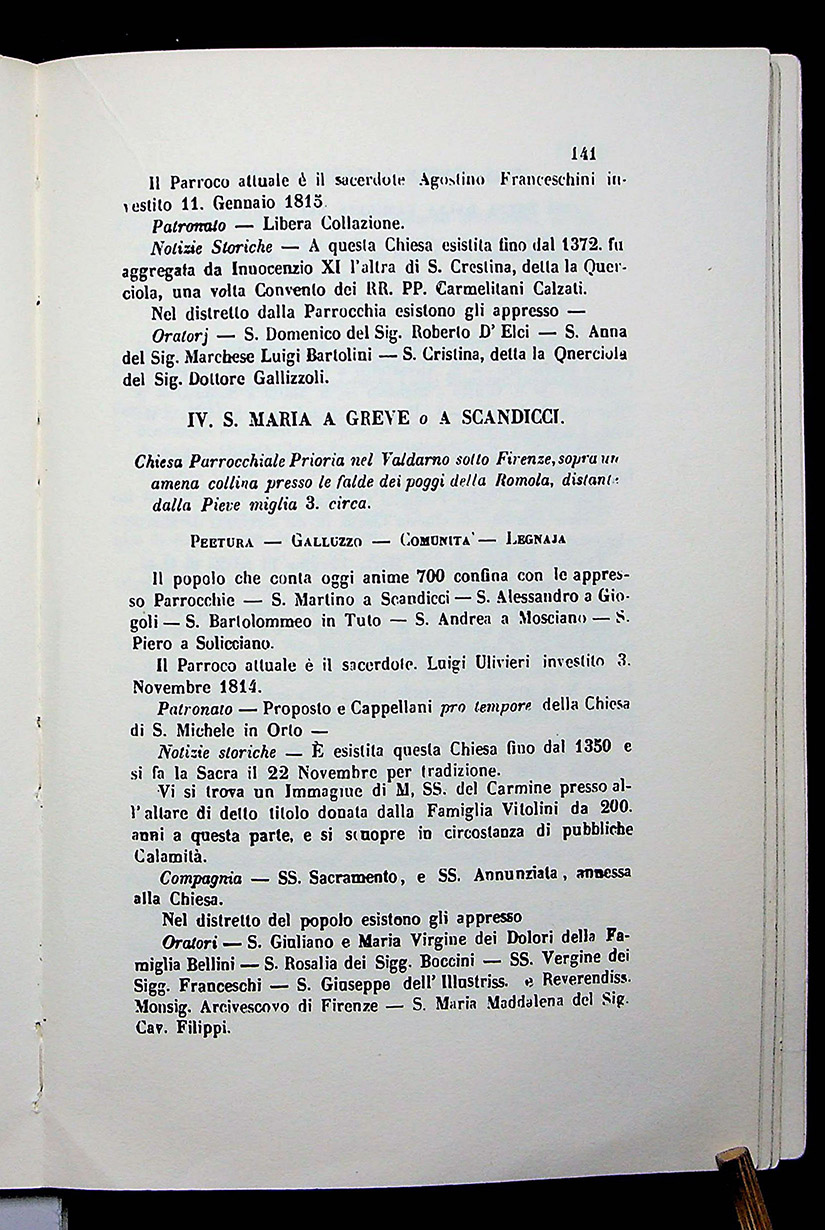 141
Il Parroco attuale è il sacerdote Agostino Franceschini in-
vestito 11. Gennaio 1815.
Patronato — Libera Collazione.
Notizie Storiche — A questa Chiesa esistita fino dal 1372. fu
aggregata da Innocenzio XI l'altra di S. Crestina, detta la Quer-
ciola, una volta Convento dei RR. PP. Carmelitani Calzati.
Nel distretto dalla Parrocchia esistono gli appresso —
Oratorj — S. Domenico del Sig. Roberto D' Elci — S. Anna
del Sig. Marchese Luigi Bartolini — S. Cristina, detta la Qnerciola
del Sig. Dottore Gallizzoli.
IV. S. MARIA A GREVE o A SCANDICCI.
Chiesa Parrocchiale Prioria nel Valdarno sotto Firenze, sopra un
amena collina presso le falde dei poggi della Romola, distante
dalla Pieve miglia 3. circa.
PEETURA — GALLUZZO — COMUNITA' — LEGNAJA
Il popolo che conta oggi anime 700 confina con le appres-
so Parrocchie — S. Martino a Scandicci — S. Alessandro a Gio-
goli — S. Bartolommeo in Tuto — S. Andrea a Mosciano — S.
Piero a Solicciano.
Il Parroco attuale è il sacerdote. Luigi Ulivieri investito 3.
Novembre 1814.
Patronato — Proposto e Cappellani pro tempore della Chiesa
di S. Michele in Orto —
Notizie storiche — È esistita questa Chiesa fino dal 1350 e
si fa la Sacra il 22 Novembre per tradizione.
Vi si trova un Immagine di M, SS. del Carmine presso al-
l'altare di detto titolo donata dalla Famiglia Vitolini da 200.
anni a questa parte, e si scuopre in circostanza di pubbliche
Calamità.
Compagnia — SS. Sacramento, e SS. Annunziata, annessa
alla Chiesa.
Nel distretto del popolo esistono gli appresso
Oratori — S. Giuliano e Maria Virgine dei Dolori della Fa-
miglia Bellini — S. Rosalia dei Sigg. Boccini — SS. Vergine dei
Sigg. Franceschi — S. Giuseppe dell' Illustriss. e Reverendiss.
Monsig. Arcivescovo di Firenze — S. Maria Maddalena del Sig.
Cav. Filippi.